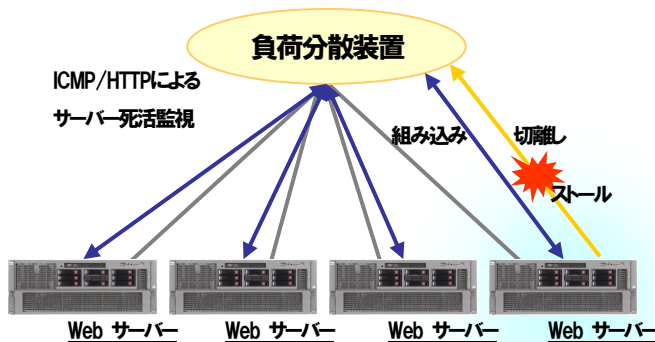 負荷分散装置
ICMP/HTTPによる
サーバー死活監視
組み込み
切離し
ストール
Web サーバー
Web サーバー
Web サーバー
Web サーバー